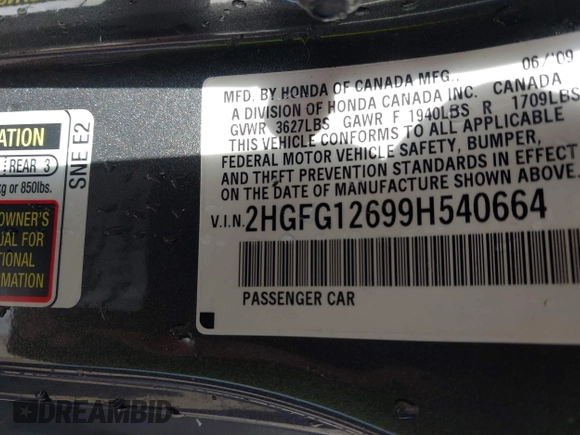 06/'09
MFD. BY HONDA OF CANADA MFG.,
A DIVISION OF HONDA CANADA INC. CANADA
GVWR 3627LBS GAWR F 1940LBS R 1709LBS
THIS VEHICLE CONFORMS TO ALL APPLICABLE
FEDERAL MOTOR VEHICLE SAFETY, BUMPER,
AND THEFT PREVENTION STANDARDS IN EFFECT
ON THE DATE OF MANUFACTURE SHOWN ABOVE.
V.I.N. 2HGFG12699H540664
PASSENGER CAR
ATION
REAR 3
kg or 850lbs.
SNE E2
OWNER'S
UAL FOR
TIONAL
RMATION
DREAMBID